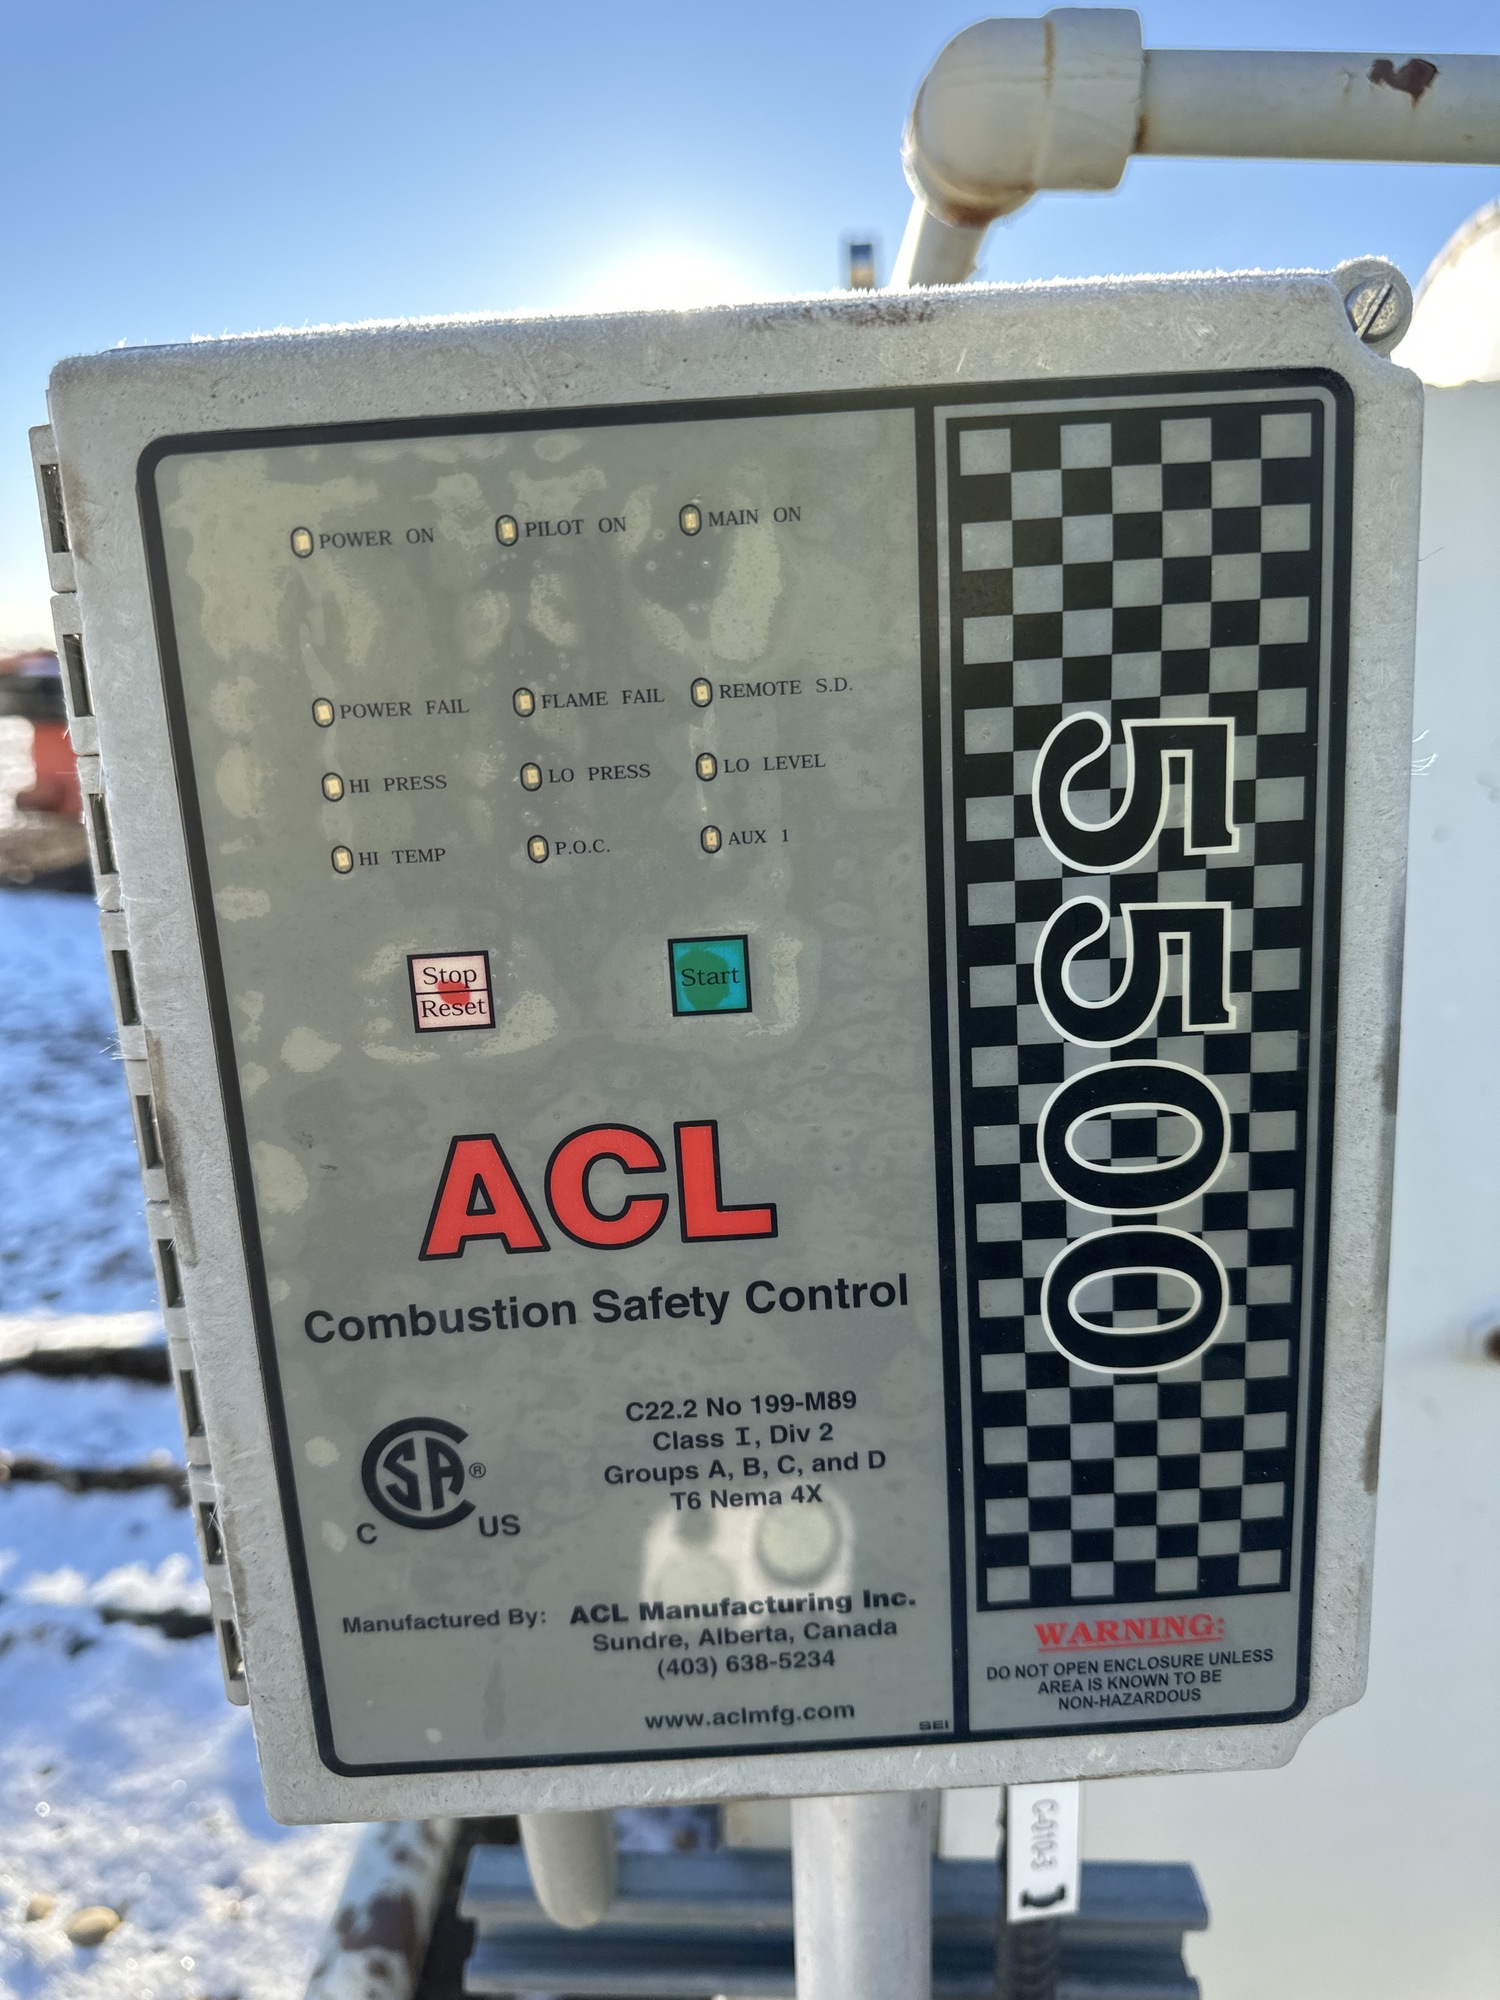 POWER ON PILOT ON MAIN ON
POWER FAIL FLAME FAIL REMOTE S.D.
HI PRESS LO PRESS LO LEVEL
HI TEMP P.O.C. AUX 1
Stop
Reset
Start
ACL
Combustion Safety Control
C22.2 No 199-M89
Class I, Div 2
Groups A, B, C, and D
T6 Nema 4X
CSA®
C US
Manufactured By: ACL Manufacturing Inc.
Sundre, Alberta, Canada
(403) 638-5234
www.aclmfg.com
SEI
5500
WARNING:
DO NOT OPEN ENCLOSURE UNLESS
AREA IS KNOWN TO BE
NON-HAZARDOUS